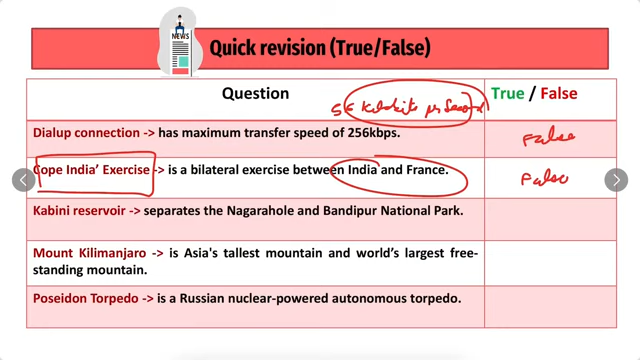 NEWS
Quick revision (True/False)
Question
True / False
56 Kilobite per Second
Dialup connection -> has maximum transfer speed of 256kbps.
False
Cope India' Exercise -> is a bilateral exercise between India and France.
False
Kabini reservoir -> separates the Nagarahole and Bandipur National Park.
Mount Kilimanjaro -> is Asia's tallest mountain and world's largest free-
standing mountain.
Poseidon Torpedo -> is a Russian nuclear-powered autonomous torpedo.